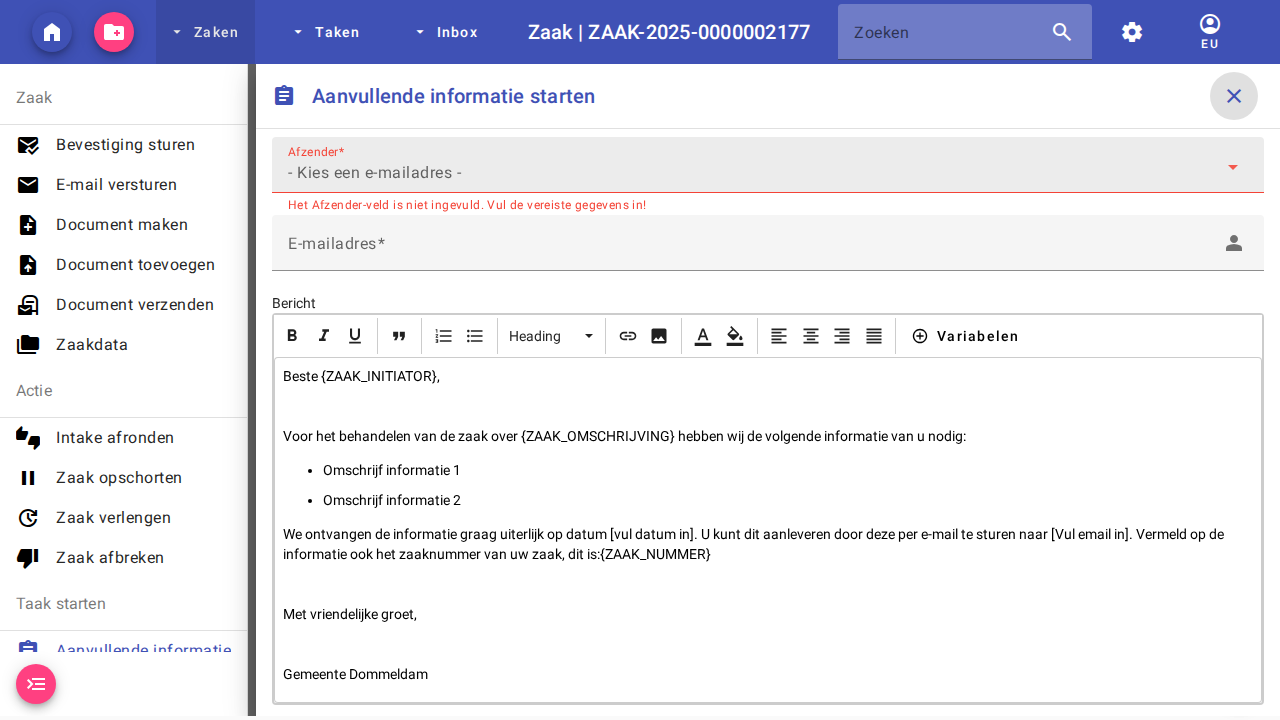 Zaken
Taken
Inbox
Zaak | ZAAK-2025-0000002177
Zoeken
EU
Zaak
Bevestiging sturen
E-mail versturen
Document maken
Document toevoegen
Document verzenden
Zaakdata
Actie
Intake afronden
Zaak opschorten
Zaak verlengen
Zaak afbreken
Taak starten
Aanvullende informatie
Aanvullende informatie starten
Afzender*
- Kies een e-mailadres -
Het Afzender-veld is niet ingevuld. Vul de vereiste gegevens in!
E-mailadres*
Bericht
Heading
Variabelen
Beste {ZAAK_INITIATOR},
Voor het behandelen van de zaak over {ZAAK_OMSCHRIJVING} hebben wij de volgende informatie van u nodig:
• Omschrijf informatie 1
• Omschrijf informatie 2
We ontvangen de informatie graag uiterlijk op datum [vul datum in]. U kunt dit aanleveren door deze per e-mail te sturen naar [Vul email in]. Vermeld op de
informatie ook het zaaknummer van uw zaak, dit is:{ZAAK_NUMMER}
Met vriendelijke groet,
Gemeente Dommeldam